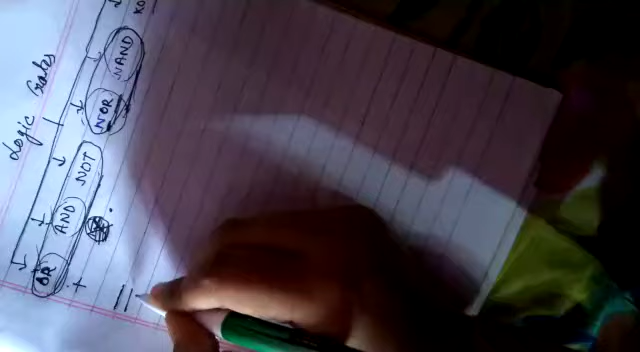 Logic Gates
OR AND NOT NOR NAND
+ .